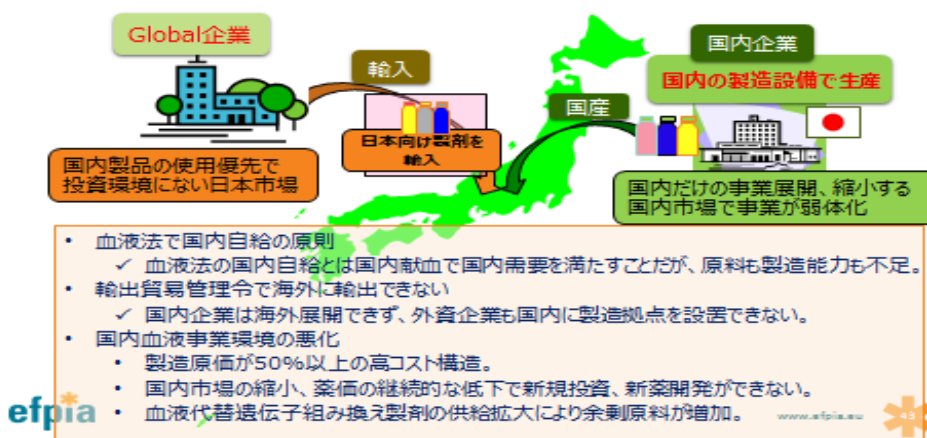 Global企業
輸入
日本向け製剤を
輸入
国内製品の使用優先で
投資環境にない日本市場
国産
国内企業
国内の製造設備で生産
国内だけの事業展開、縮小する
国内市場で事業が弱体化
• 血液法で国内自給の原則
✓ 血液法の国内自給とは国内献血で国内需要を満たすことだが、原料も製造能力も不足。
• 輸出貿易管理令で海外に輸出できない
✓ 国内企業は海外展開できず、外資企業も国内に製造拠点を設置できない。
• 国内血液事業環境の悪化
• 製造原価が50%以上の高コスト構造。
• 国内市場の縮小、薬価の継続的な低下で新規投資、新薬開発ができない。
• 血液代替遺伝子組み換え製剤の供給拡大により余剰原料が増加。
efpia
www.efpia.eu
43